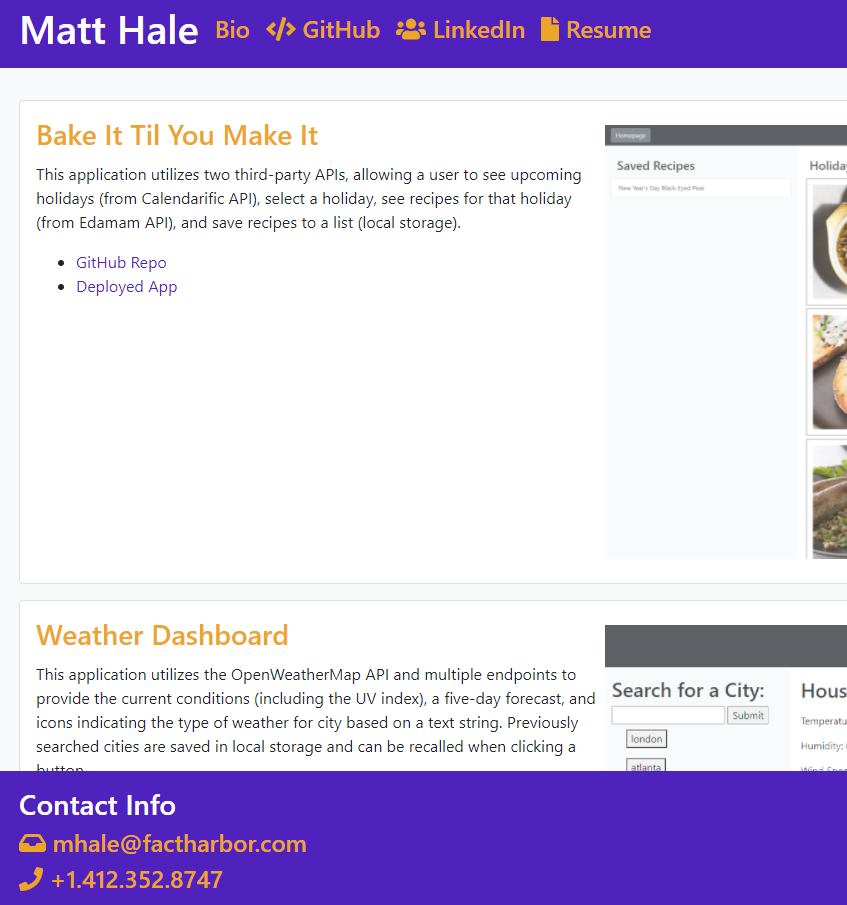 Matt Hale Bio GitHub LinkedIn Resume
Bake It Til You Make It
This application utilizes two third-party APIs, allowing a user to see upcoming
holidays (from Calendarific API), select a holiday, see recipes for that holiday
(from Edamam API), and save recipes to a list (local storage).
GitHub Repo
Deployed App
Homepage
Saved Recipes
New Year's Day: Black-Eyed Peas
Holiday
Weather Dashboard
This application utilizes the OpenWeatherMap API and multiple endpoints to
provide the current conditions (including the UV index), a five-day forecast, and
icons indicating the type of weather for city based on a text string. Previously
searched cities are saved in local storage and can be recalled when clicking a
button
Search for a City:
Submit
london
atlanta
Hous
Temperatu
Humidity:
Wind Spee
Contact Info
mhale@factharbor.com
+1.412.352.8747